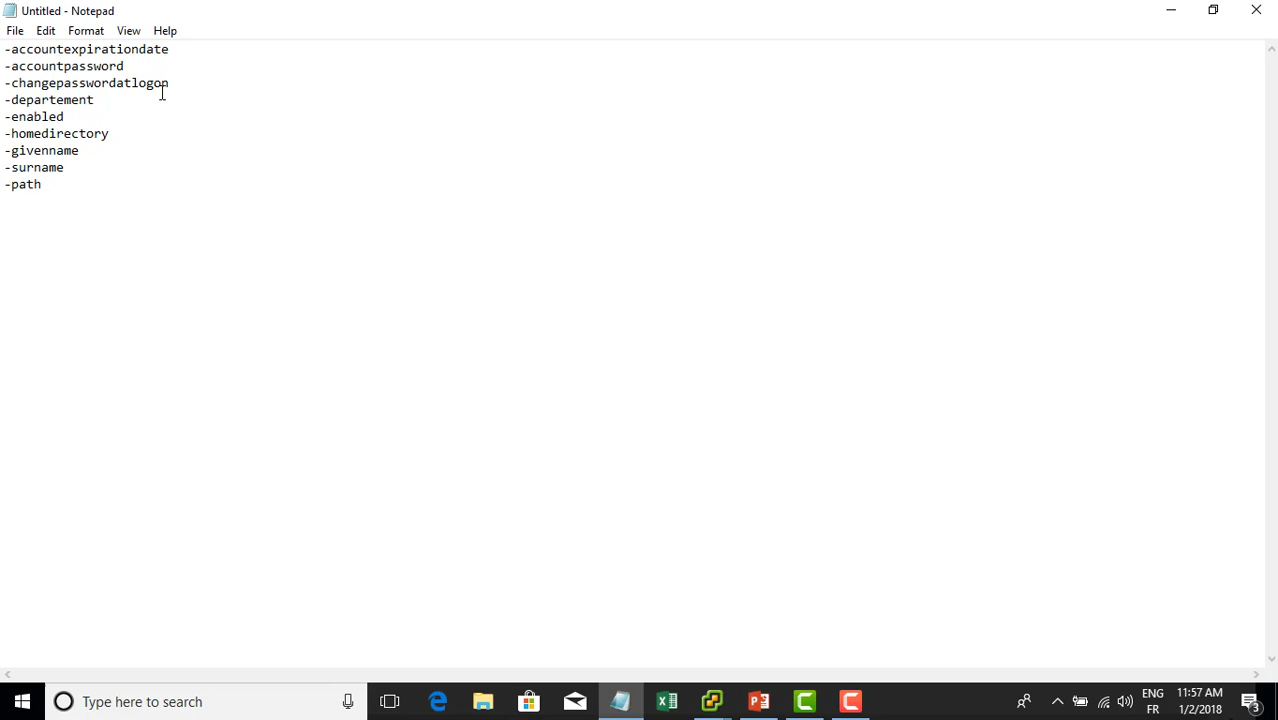 Untitled - Notepad
File Edit Format View Help
-accountexpirationdate
-accountpassword
-changepasswordatlogon
-departement
-enabled
-homedirectory
-givenname
-surname
-path
Type here to search
ENG 11:57 AM
FR 1/2/2018 3